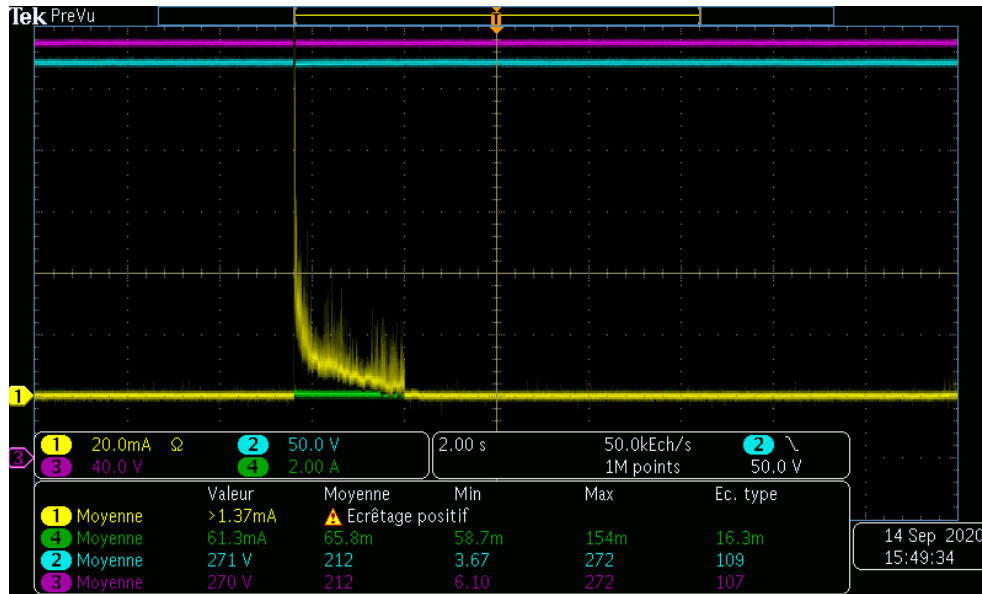 Tek PreVu
T
1
3
1 20.0mA Ω 2 50.0 V
3 40.0 V 4 2.00 A
2.00 s 50.0kEch/s 2 \
1M points 50.0 V
Valeur Moyenne Min Max Ec. type
1 Moyenne >1.37mA Ecrêtage positif
4 Moyenne 61.3mA 65.8m 58.7m 154m 16.3m
2 Moyenne 271 V 212 3.67 272 109
3 Moyenne 270 V 212 6.10 272 107
14 Sep 2020
15:49:34